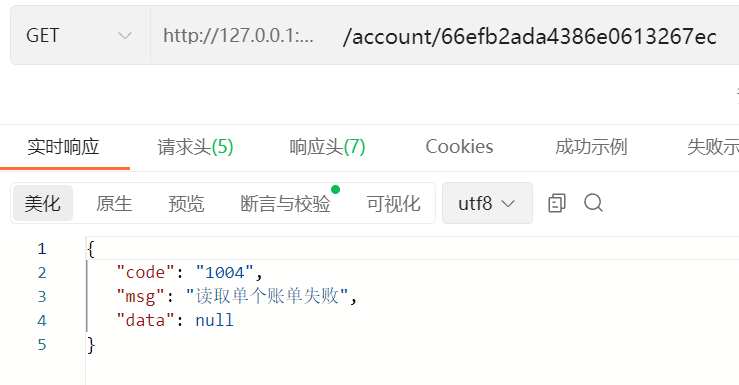 GET http://127.0.0.1:... /account/66efb2ada4386e0613267ec
实时响应 请求头(5) 响应头(7) Cookies 成功示例 失败示
美化 原生 预览 断言与校验 可视化 utf8
1 {
2 "code": "1004",
3 "msg": "读取单个账单失败",
4 "data": null
5 }